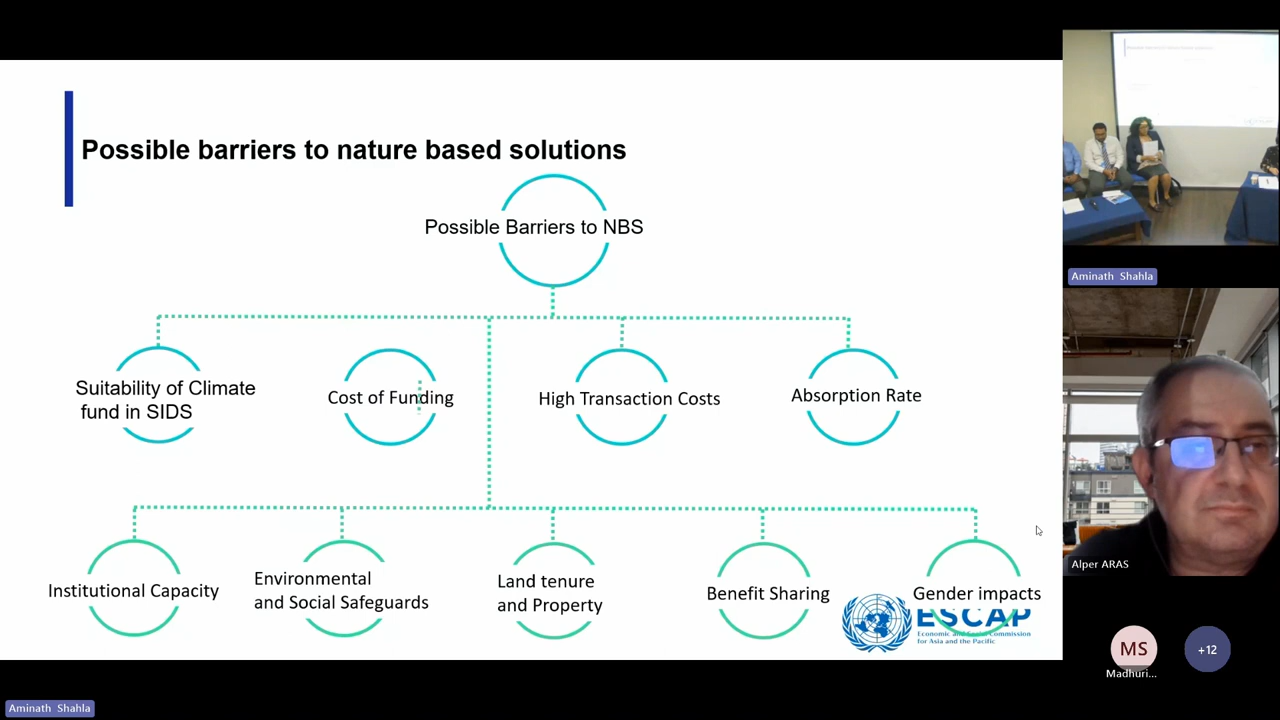 Possible barriers to nature based solutions
Possible Barriers to NBS
Suitability of Climate
fund in SIDS
Cost of Funding
High Transaction Costs
Absorption Rate
Institutional Capacity
Environmental
and Social Safeguards
Land tenure
and Property
Benefit Sharing
Gender impacts
ESCAP
Economic and Social Commission
for Asia and the Pacific
Aminath Shahla
Aminath Shahla
Alper ARAS
MS
Madhuri...
+12